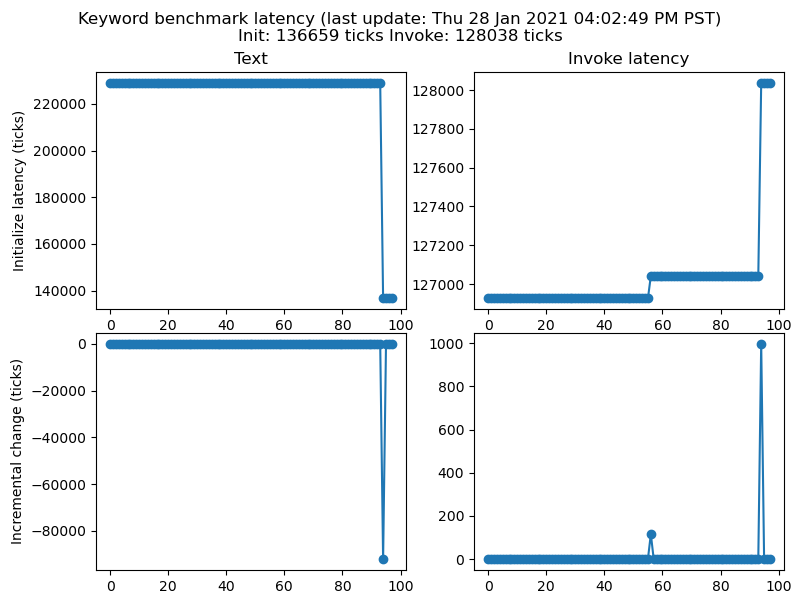 Keyword benchmark latency (last update: Thu 28 Jan 2021 04:02:49 PM PST)
Init: 136659 ticks Invoke: 128038 ticks
Text
Initialize latency (ticks)
220000
200000
180000
160000
140000
0 20 40 60 80 100
Invoke latency
128000
127800
127600
127400
127200
127000
0 20 40 60 80 100
Incremental change (ticks)
0
−20000
−40000
−60000
−80000
0 20 40 60 80 100
1000
800
600
400
200
0
0 20 40 60 80 100